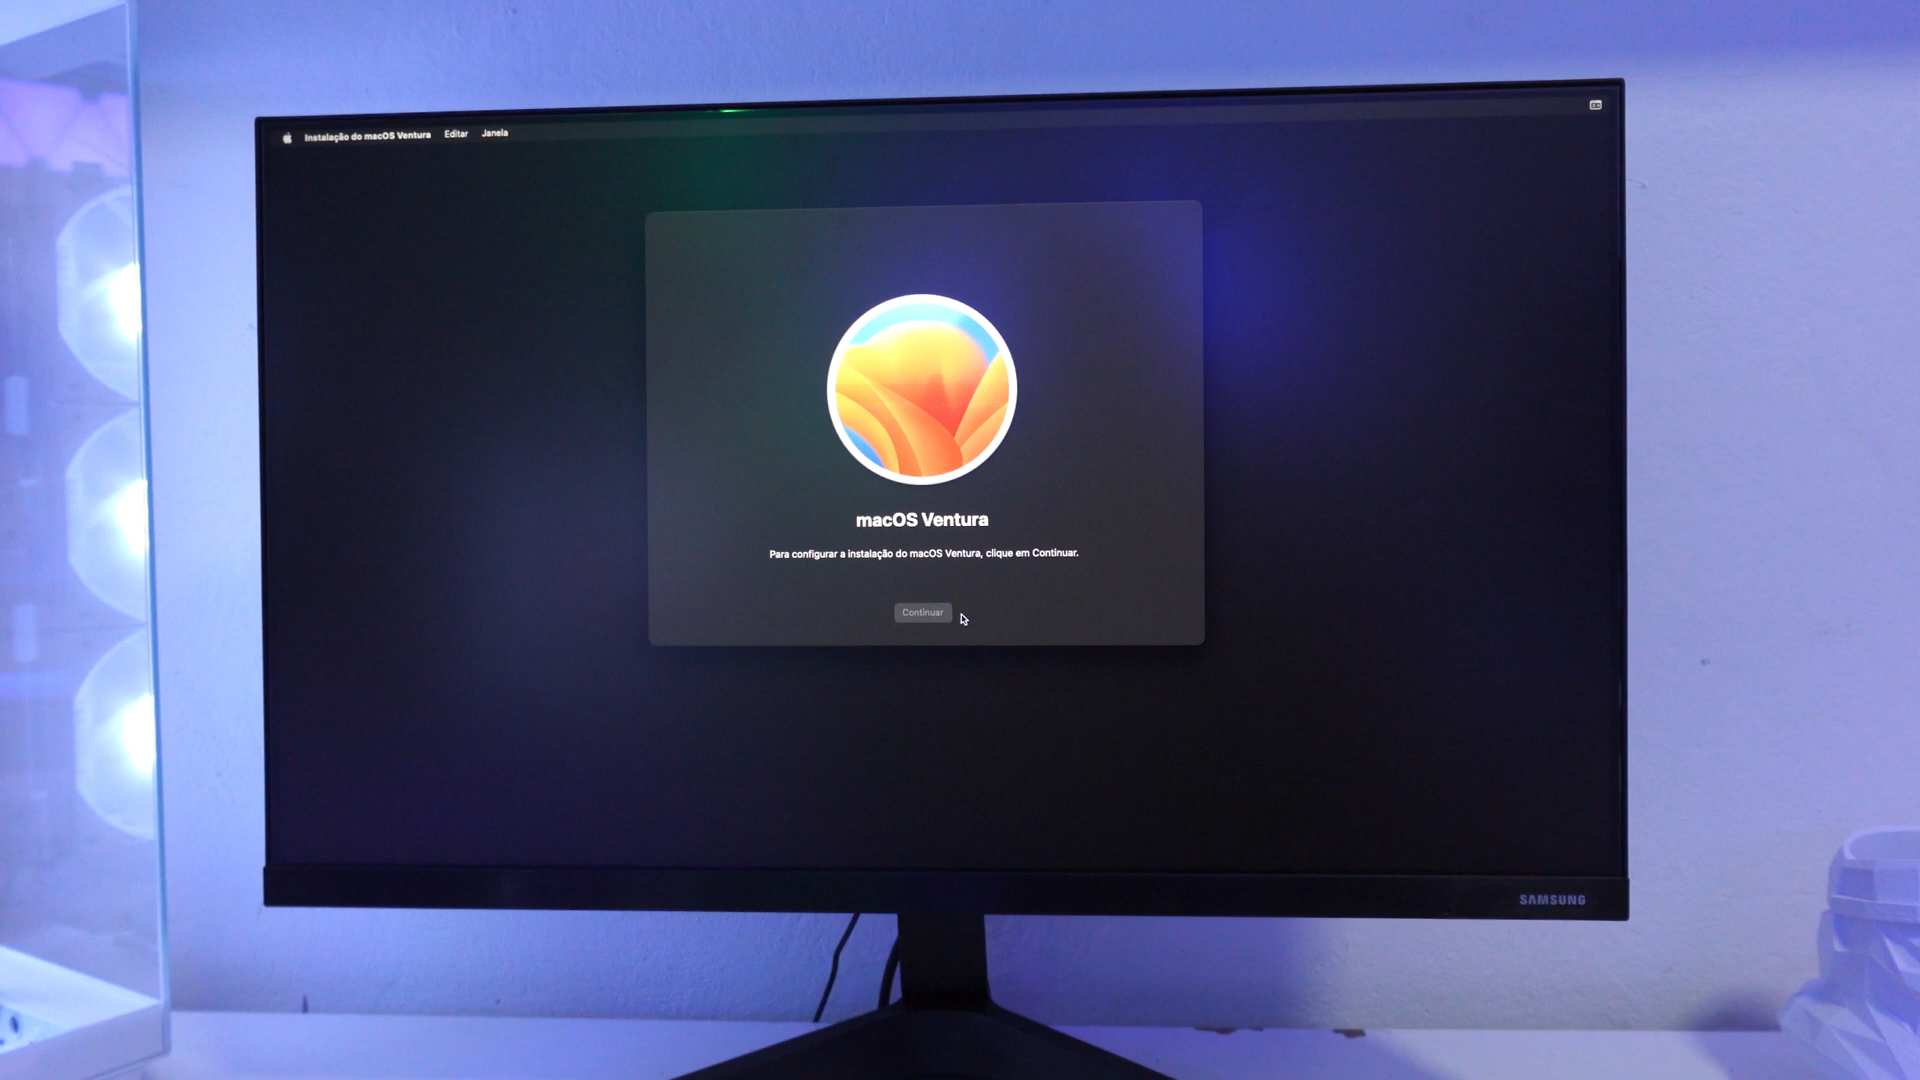 Instalação do macOS Ventura Editar Janela
macOS Ventura
Para configurar a instalação do macOS Ventura, clique em Continuar.
Continuar
SAMSUNG